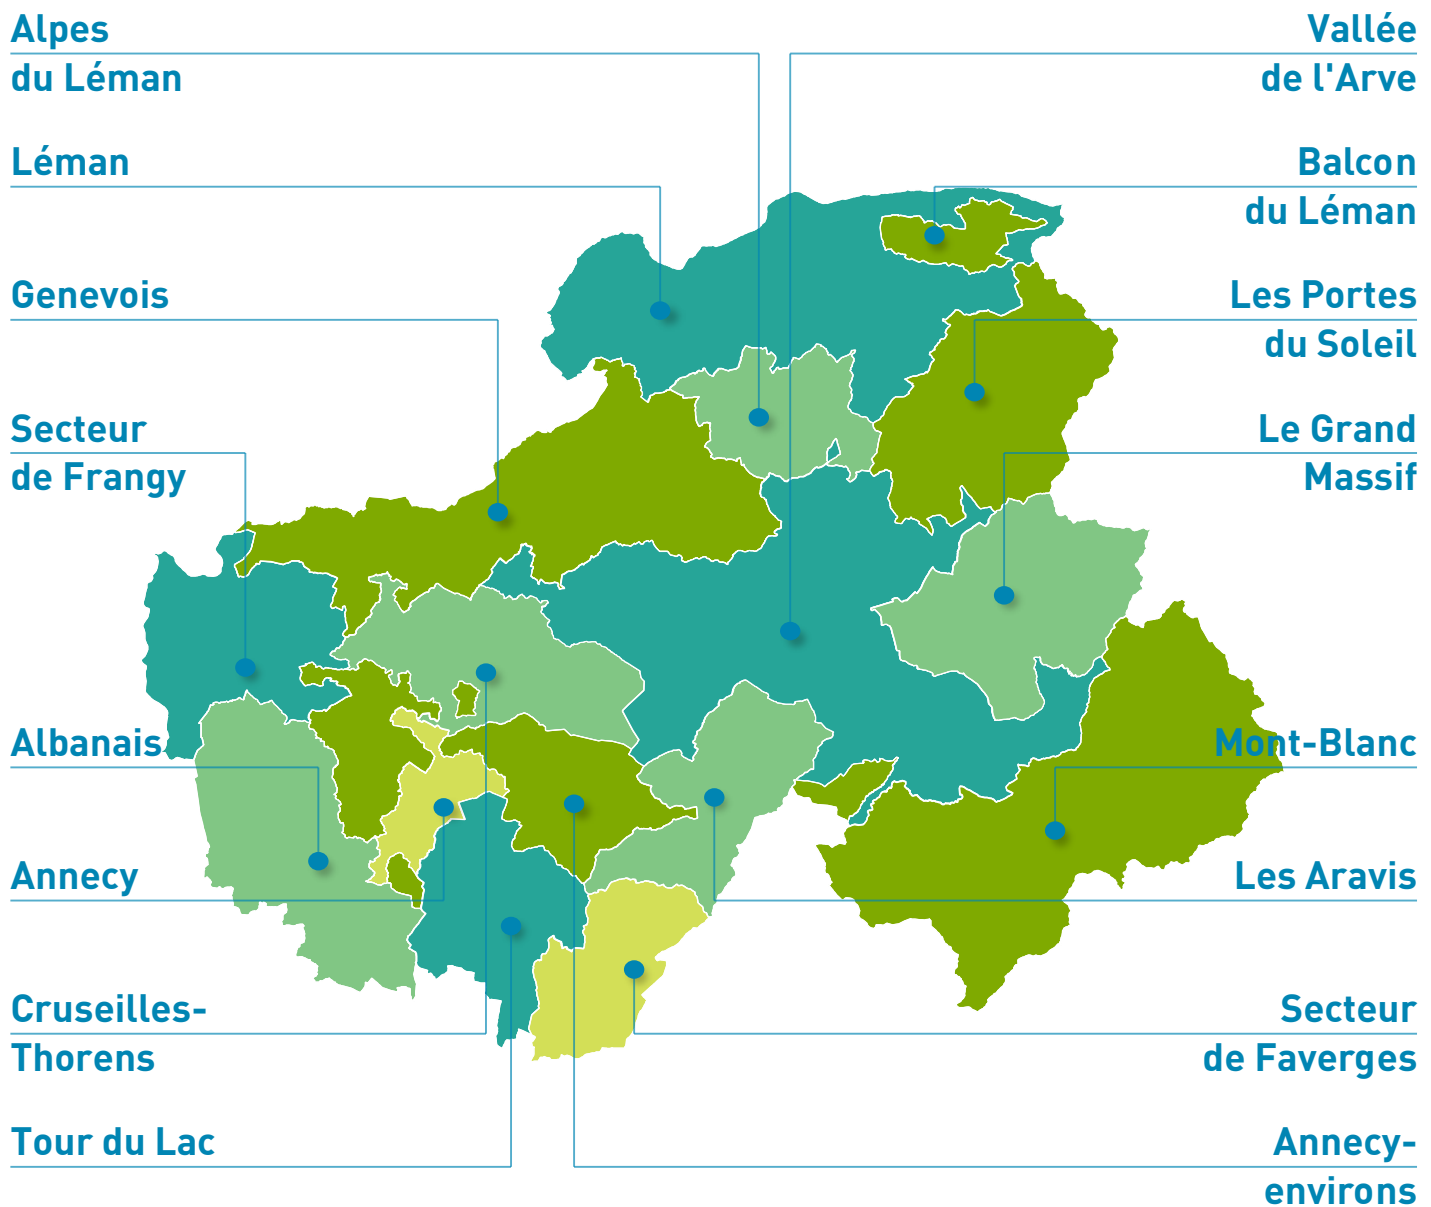 Alpes
du Léman
Léman
Genevois
Secteur
de Frangy
Albanais
Annecy
Cruseilles-
Thorens
Tour du Lac
Vallée
de l'Arve
Balcon
du Léman
Les Portes
du Soleil
Le Grand
Massif
Mont-Blanc
Les Aravis
Secteur
de Faverges
Annecy-
environs